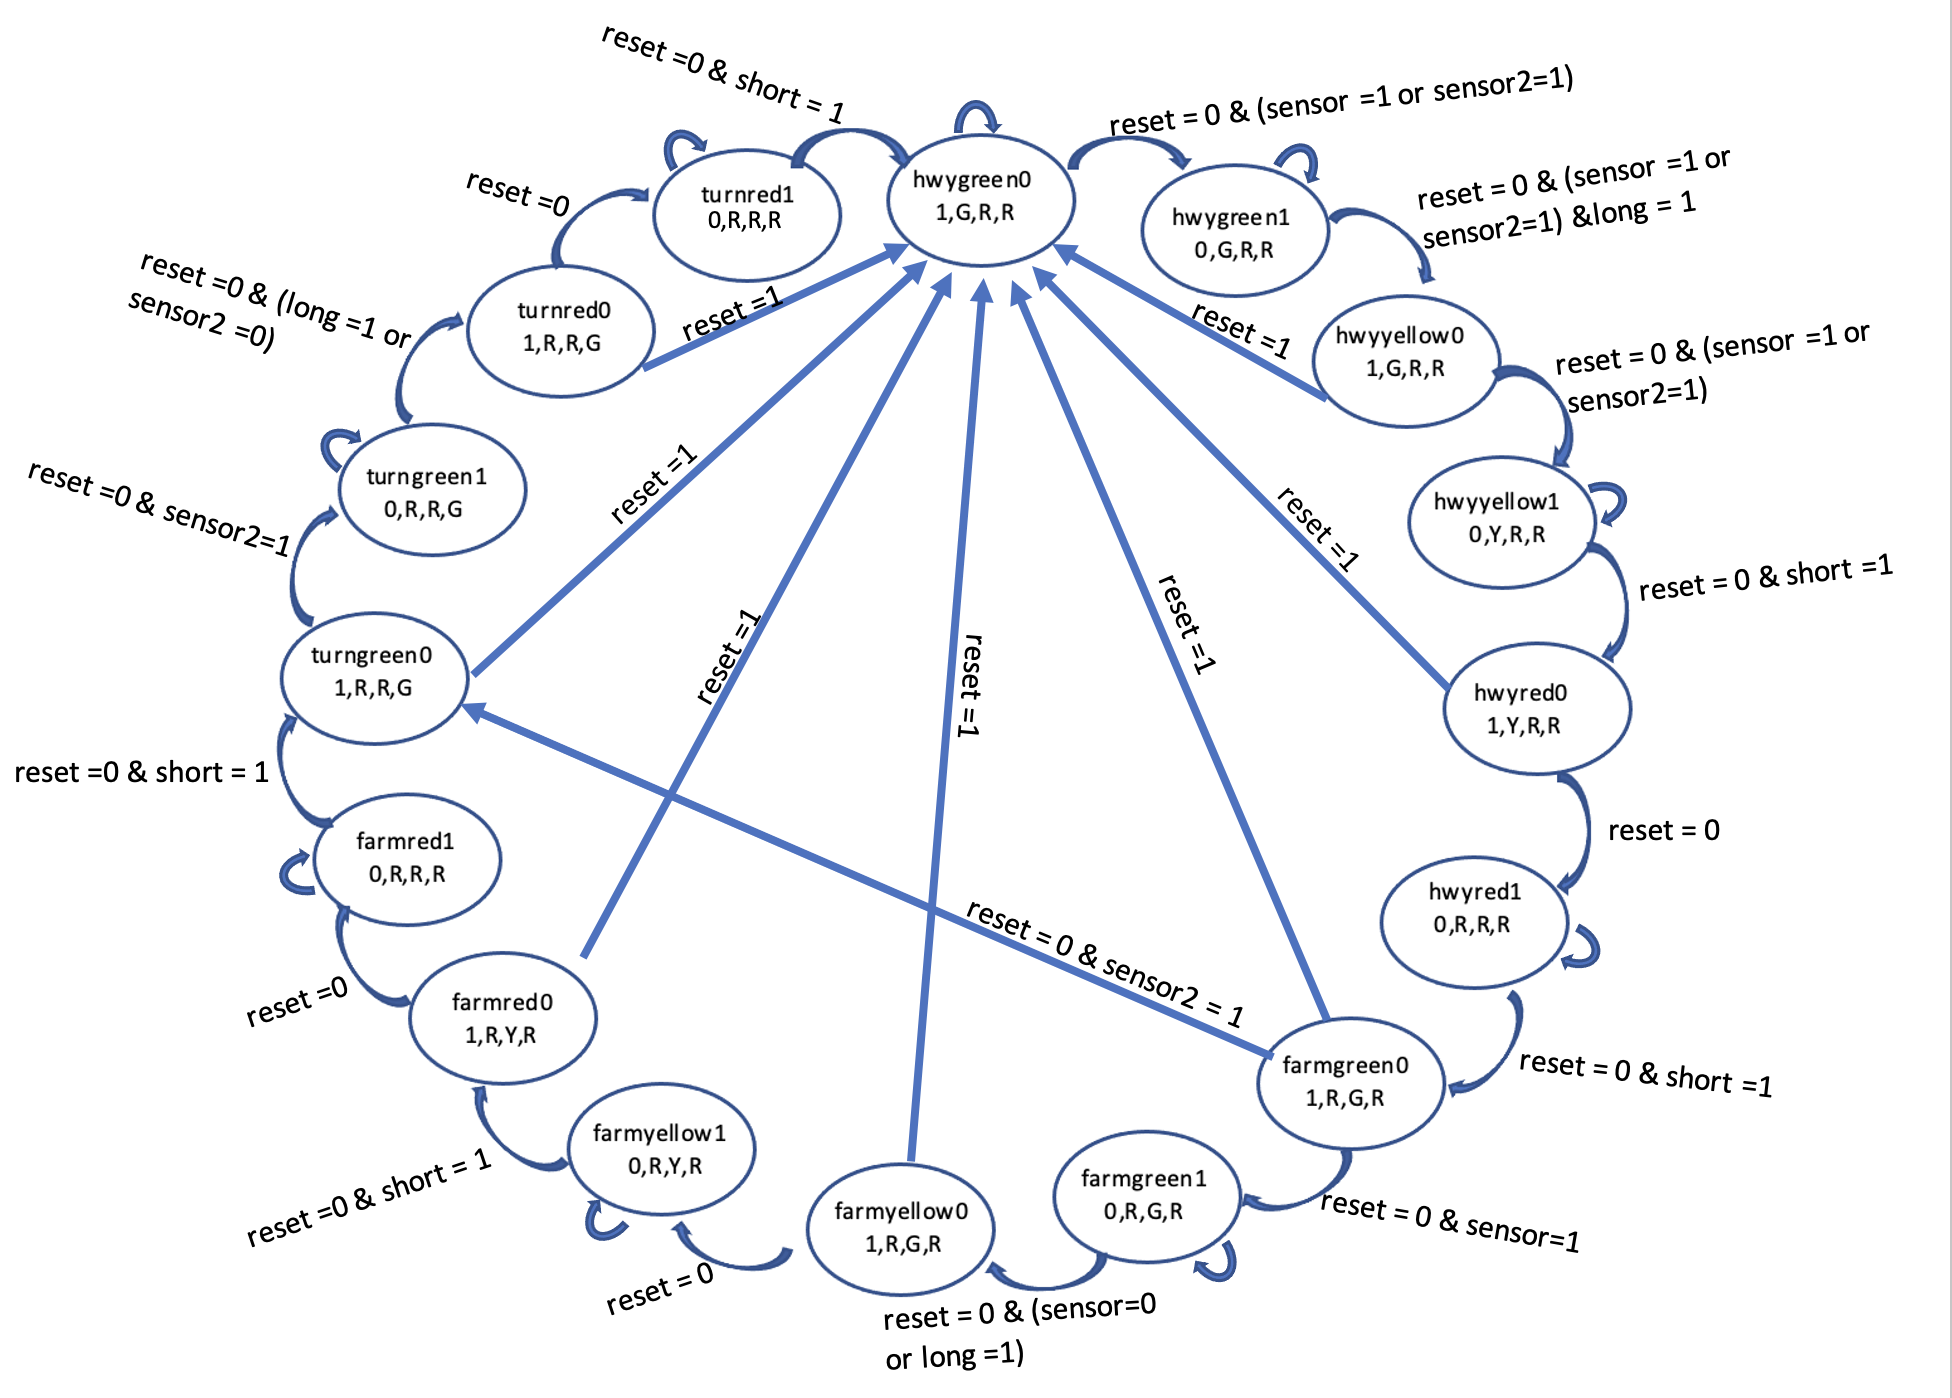 reset =0 & short = 1
reset = 0 & (sensor =1 or sensor2=1)
hwygreen0
1,G,R,R
turnred1
0,R,R,R
reset =0
hwygreen1
0,G,R,R
reset = 0 & (sensor =1 or
sensor2=1) &long = 1
reset =0 & (long =1 or
sensor2 =0)
turnred0
1,R,R,G
reset =1
reset =1
hwyyellow0
1,G,R,R
reset = 0 & (sensor =1 or
sensor2=1)
turngreen1
0,R,R,G
reset =0 & sensor2=1
reset =1
reset =1
hwyyellow1
0,Y,R,R
reset = 0 & short =1
turngreen0
1,R,R,G
reset =1
reset =1
reset =1
hwyred0
1,Y,R,R
reset =0 & short = 1
reset = 0
farmred1
0,R,R,R
hwyred1
0,R,R,R
reset = 0 & sensor2 = 1
reset =0
farmred0
1,R,Y,R
farmgreen0
1,R,G,R
reset = 0 & short =1
farmyellow1
0,R,Y,R
reset =0 & short = 1
farmyellow0
1,R,G,R
farmgreen1
0,R,G,R
reset = 0 & sensor=1
reset = 0
reset = 0 & (sensor=0
or long =1)